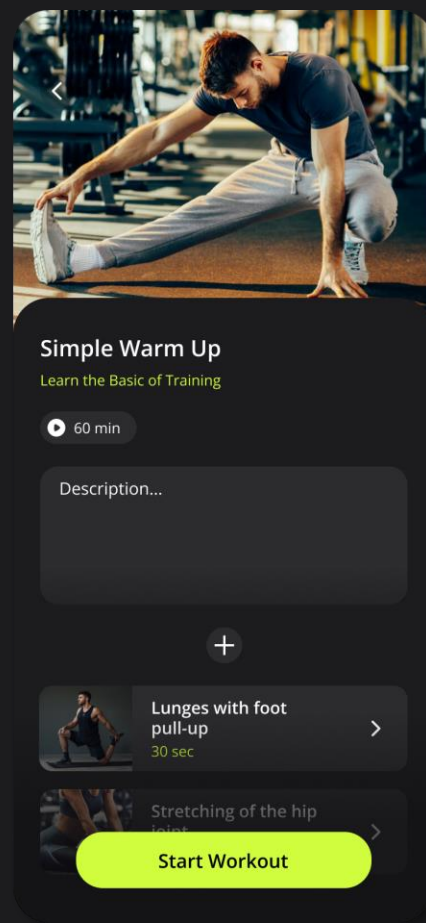 Simple Warm Up
Learn the Basic of Training
60 min
Description...
Lunges with foot
pull-up
30 sec
Stretching of the hip
joint
Start Workout